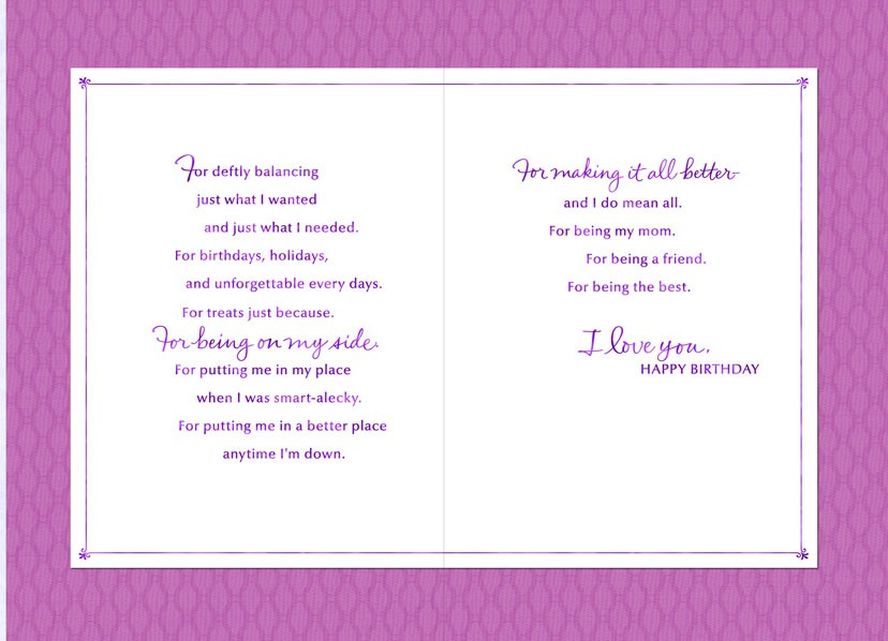 For deftly balancing
just what I wanted
and just what I needed.
For birthdays, holidays,
and unforgettable every days.
For treats just because.
For being on my side.
For putting me in my place
when I was smart-alecky.
For putting me in a better place
anytime I'm down.
For making it all better–
and I do mean all.
For being my mom.
For being a friend.
For being the best.
I love you.
HAPPY BIRTHDAY